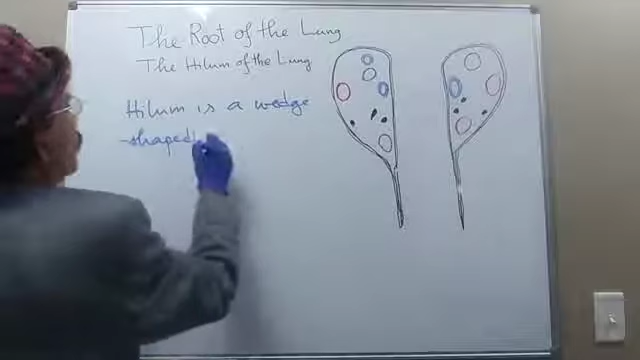 The Root of the Lung
The Hilum of the Lung
Hilum is a wedge
shaped